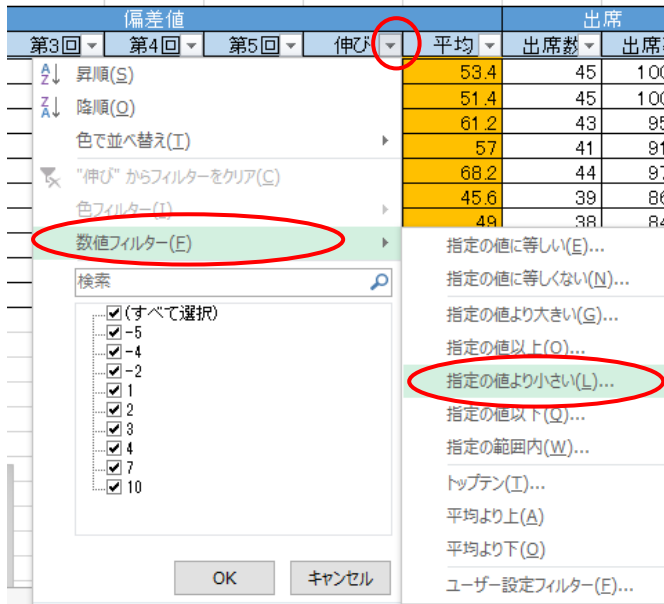 偏差値 出席
第3回 第4回 第5回 伸び 平均 出席数
53.4 45
51.4 45
61.2 43
57 41
68.2 44
45.6 39
49 38
昇順(S)
降順(O)
色で並べ替え(T)
"伸び" からフィルターをクリア(C)
色フィルター(I)
数値フィルター(F)
検索
(すべて選択)
-5
-4
-2
1
2
3
4
7
10
OK キャンセル
指定の値に等しい(E)...
指定の値に等しくない(N)...
指定の値より大きい(G)...
指定の値以上(O)...
指定の値より小さい(L)...
指定の値以下(Q)...
指定の範囲内(W)...
トップテン(T)...
平均より上(A)
平均より下(O)
ユーザー設定フィルター(F)...